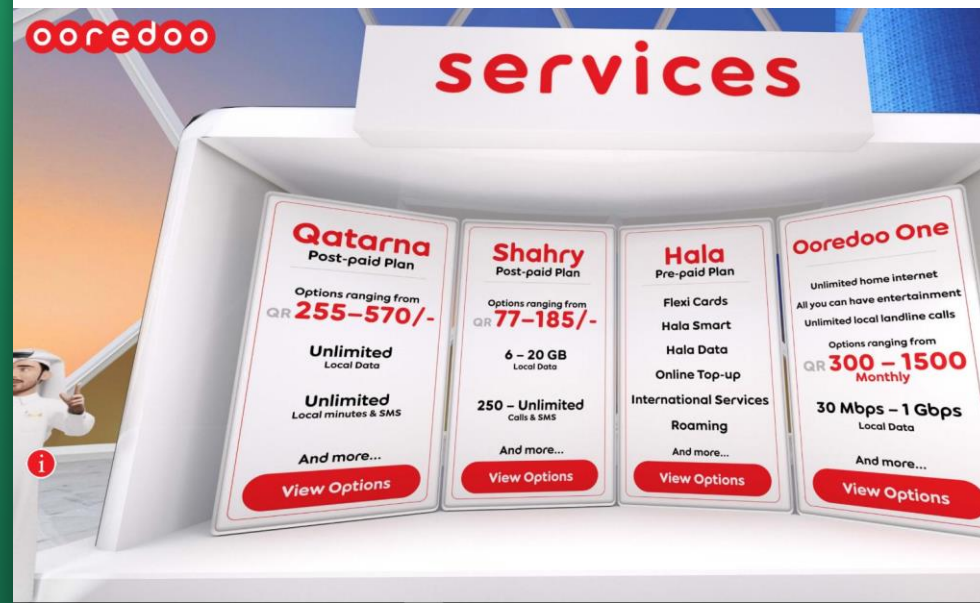 ooredoo
services
Qatarna
Post-paid Plan
Options ranging from
QR 255–570/-
Unlimited
Local Data
Unlimited
Local minutes & SMS
And more...
View Options
Shahry
Post-paid Plan
Options ranging from
QR 77–185/-
6 – 20 GB
Local Data
250 – Unlimited
Calls & SMS
And more...
View Options
Hala
Pre-paid Plan
Flexi Cards
Hala Smart
Hala Data
Online Top-up
International Services
Roaming
And more...
View Options
Ooredoo One
Unlimited home internet
All you can have entertainment
Unlimited local landline calls
Options ranging from
QR 300 – 1500
Monthly
30 Mbps – 1 Gbps
Local Data
And more...
View Options
i